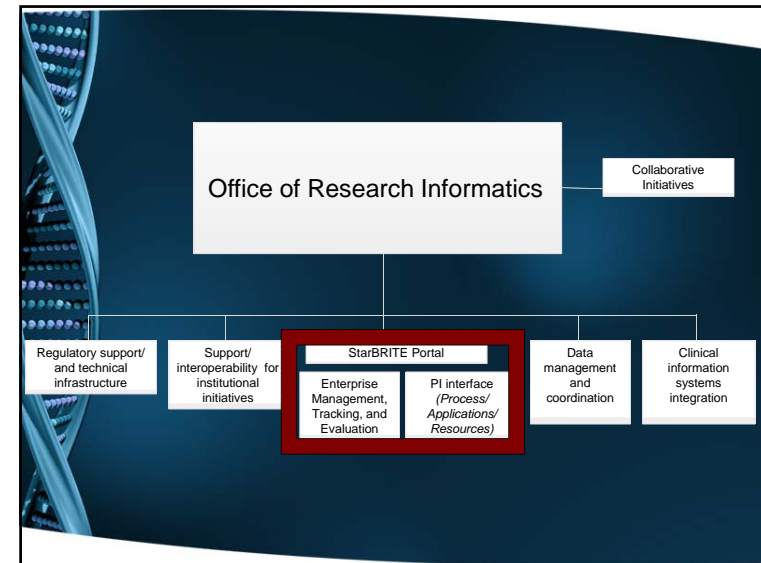 Office of Research Informatics
Collaborative
Initiatives
Regulatory support/
and technical
infrastructure
Support/
interoperability for
institutional
initiatives
StarBRITE Portal
Enterprise
Management,
Tracking, and
Evaluation
PI interface
(Process/
Applications/
Resources)
Data
management
and
coordination
Clinical
information
systems
integration